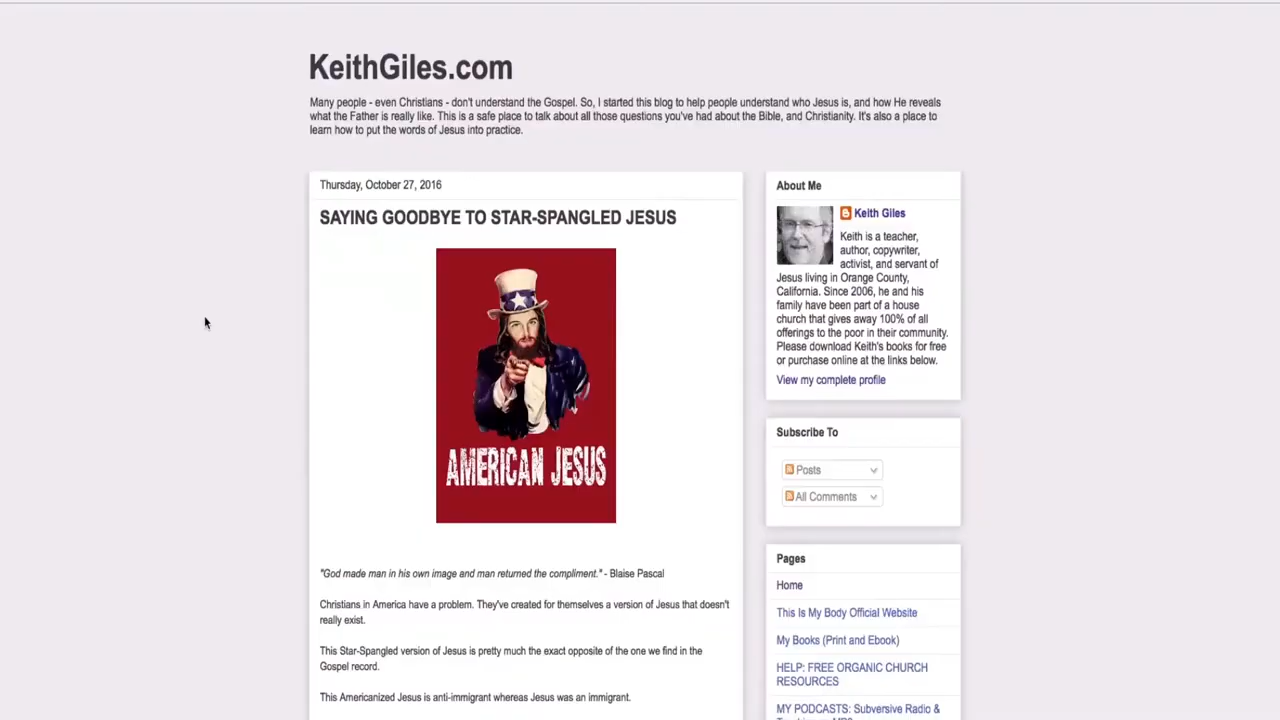 KeithGiles.com
Many people - even Christians - don't understand the Gospel. So, I started this blog to help people understand who Jesus is, and how He reveals
what the Father is really like. This is a safe place to talk about all those questions you've had about the Bible, and Christianity. It's also a place to
learn how to put the words of Jesus into practice.
Thursday, October 27, 2016
SAYING GOODBYE TO STAR-SPANGLED JESUS
AMERICAN JESUS
"God made man in his own image and man returned the compliment." - Blaise Pascal
Christians in America have a problem. They've created for themselves a version of Jesus that doesn't
really exist.
This Star-Spangled version of Jesus is pretty much the exact opposite of the one we find in the
Gospel record.
This Americanized Jesus is anti-immigrant whereas Jesus was an immigrant.
About Me
Keith Giles
Keith is a teacher,
author, copywriter,
activist, and servant of
Jesus living in Orange County,
California. Since 2006, he and his
family have been part of a house
church that gives away 100% of all
offerings to the poor in their community.
Please download Keith's books for free
or purchase online at the links below.
View my complete profile
Subscribe To
Posts
All Comments
Pages
Home
This Is My Body Official Website
My Books (Print and Ebook)
HELP: FREE ORGANIC CHURCH
RESOURCES
MY PODCASTS: Subversive Radio &